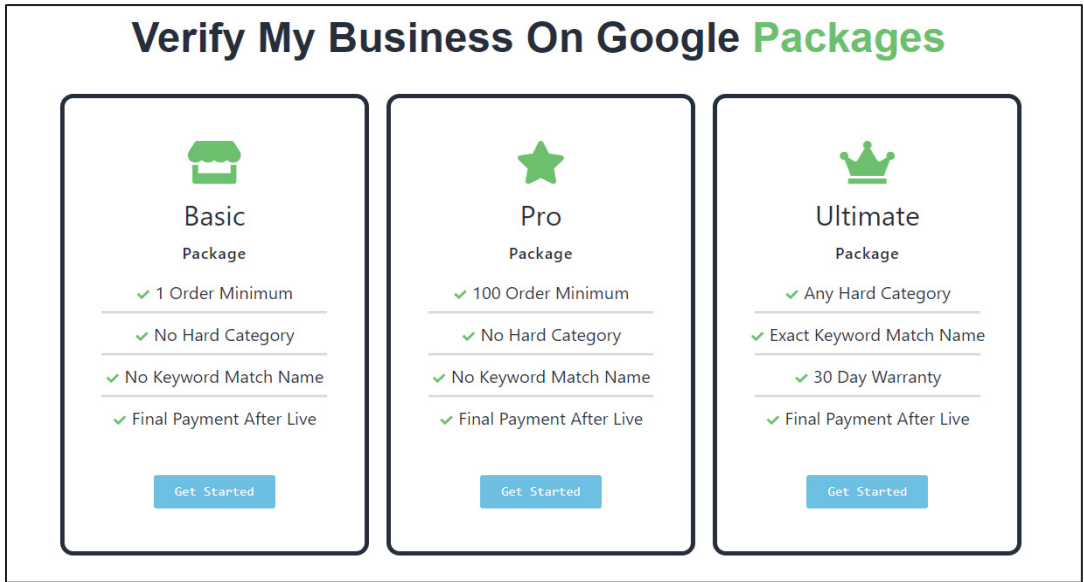 Verify My Business On Google Packages
Basic
Package
1 Order Minimum
No Hard Category
No Keyword Match Name
Final Payment After Live
Get Started
Pro
Package
100 Order Minimum
No Hard Category
No Keyword Match Name
Final Payment After Live
Get Started
Ultimate
Package
Any Hard Category
Exact Keyword Match Name
30 Day Warranty
Final Payment After Live
Get Started